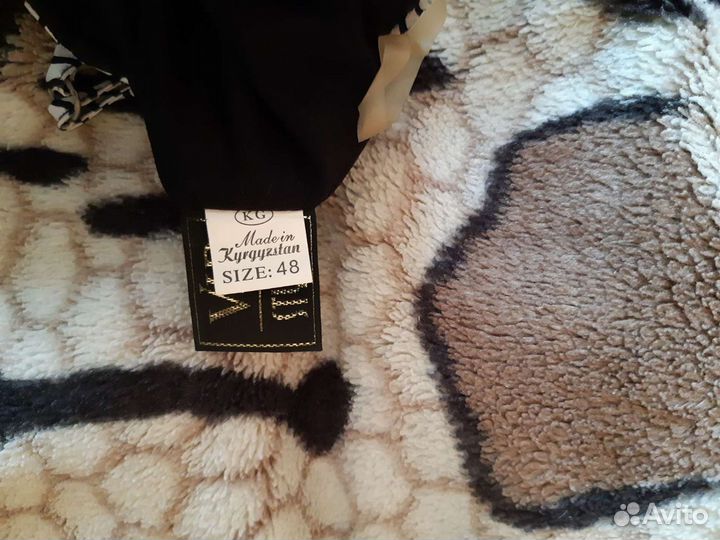 KG
Made in
Kyrgyzstan
SIZE: 48
Avito